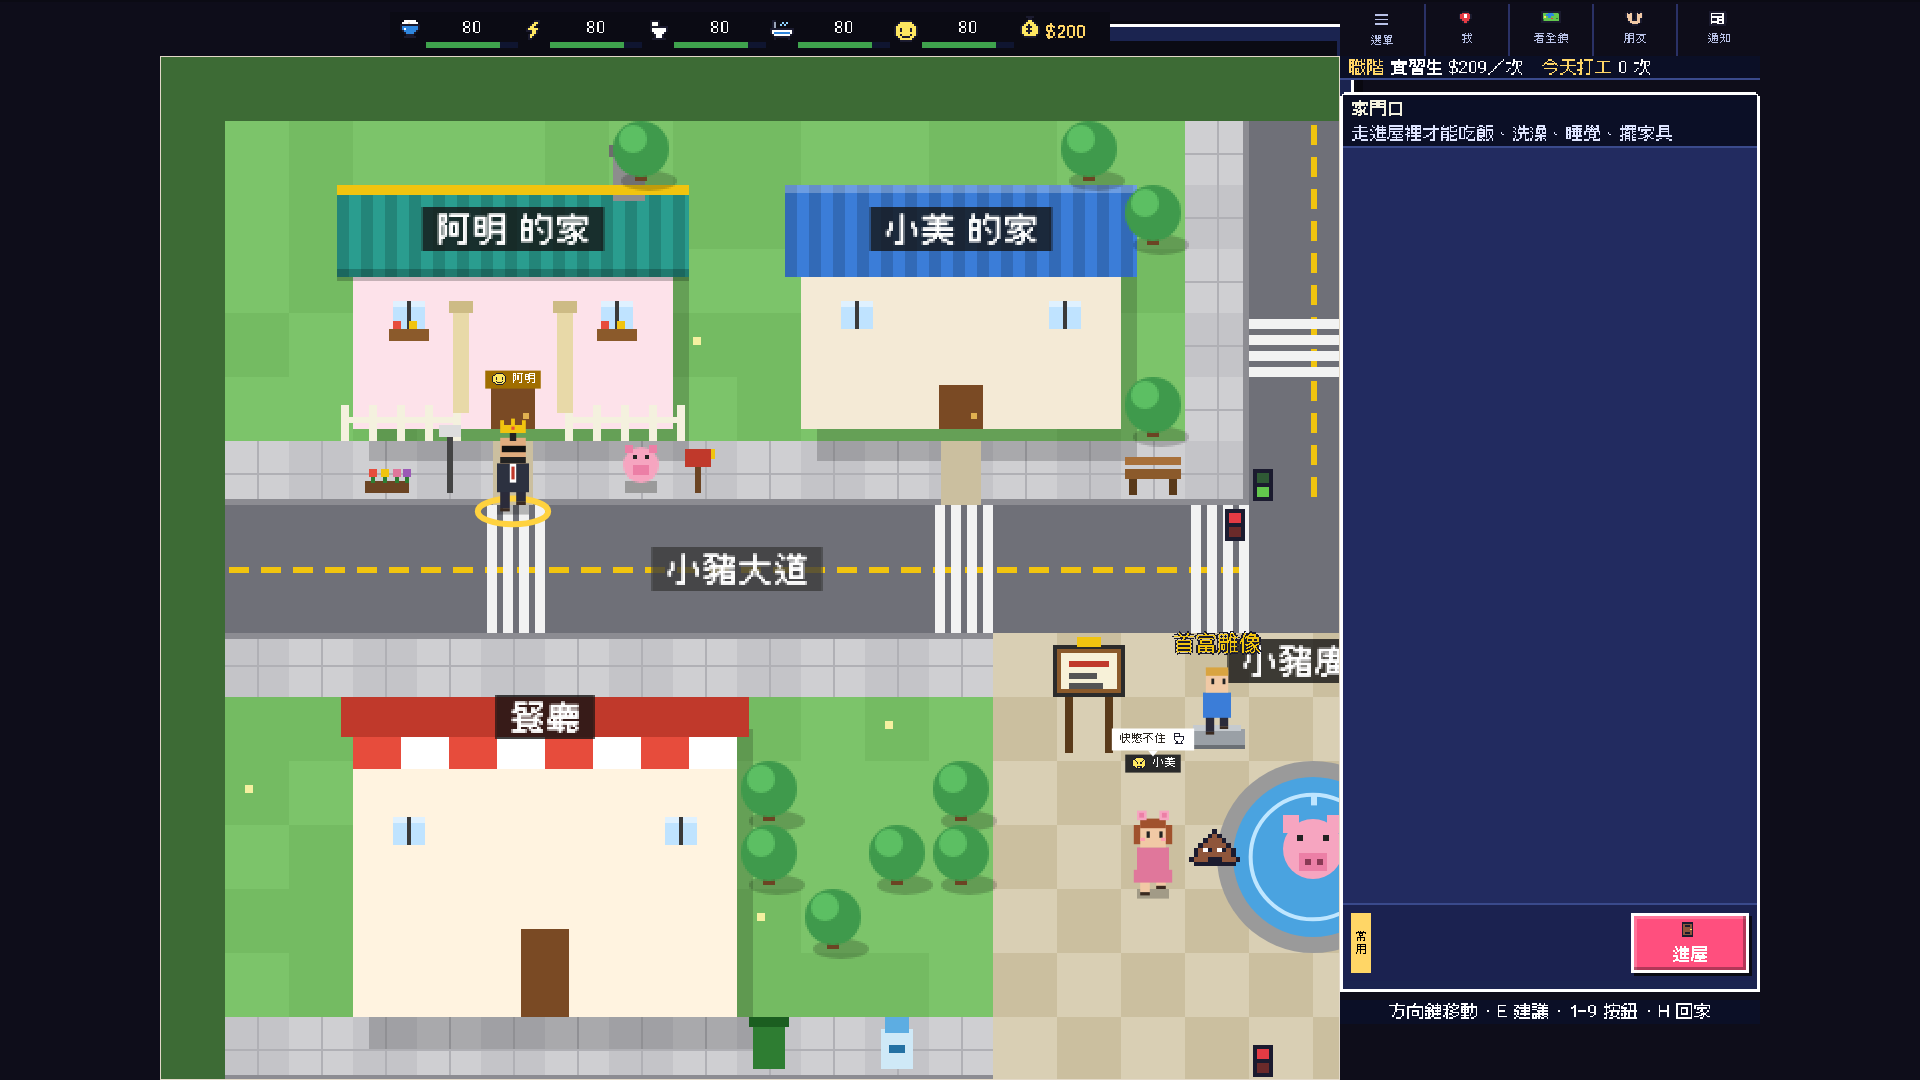 80 80 80 80 80 $200
選單 我 看全鎮 朋友 通知
職階 實習生 $209／次 今天打工 0 次
家門口
走進屋裡才能吃飯、洗澡、睡覺、擺家具
阿明 的家
小美 的家
阿明
小豬大道
首富雕像
小豬
餐廳
快憋不住
小美
常用
進屋
方向鍵移動 · E 建議 · 1-9 按鈕 · H 回家